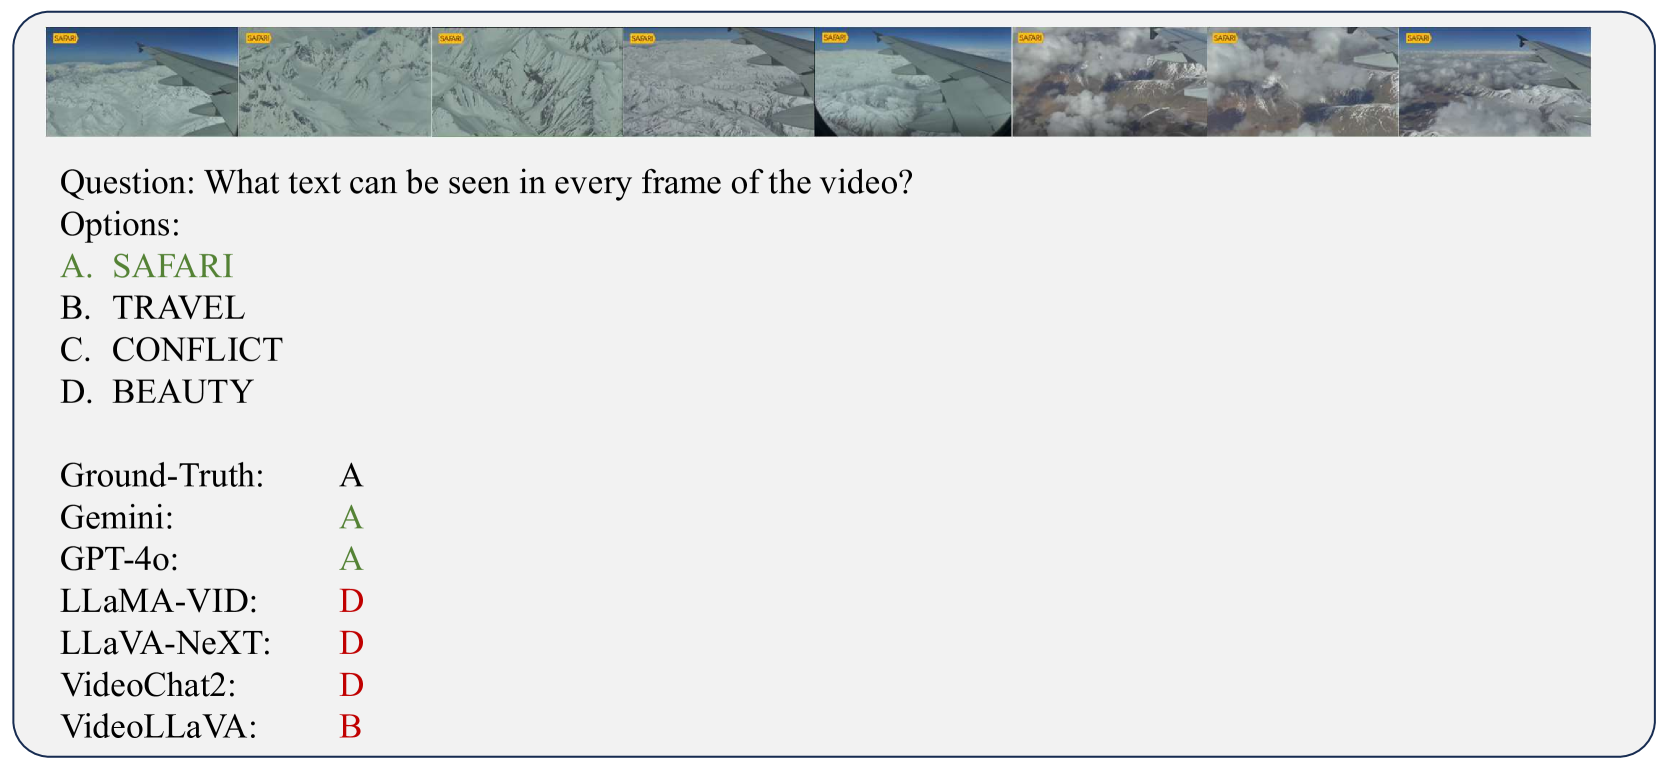 SAFARI SAFARI SAFARI SAFARI SAFARI SAFARI SAFARI SAFARI
Question: What text can be seen in every frame of the video?
Options:
A. SAFARI
B. TRAVEL
C. CONFLICT
D. BEAUTY
Ground-Truth: A
Gemini: A
GPT-4o: A
LLaMA-VID: D
LLaVA-NeXT: D
VideoChat2: D
VideoLLaVA: B